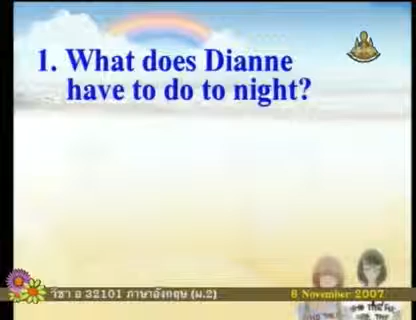 1. What does Dianne
have to do to night?
วิชา อ 32101 ภาษาอังกฤษ (ม.2)
6 November 2007